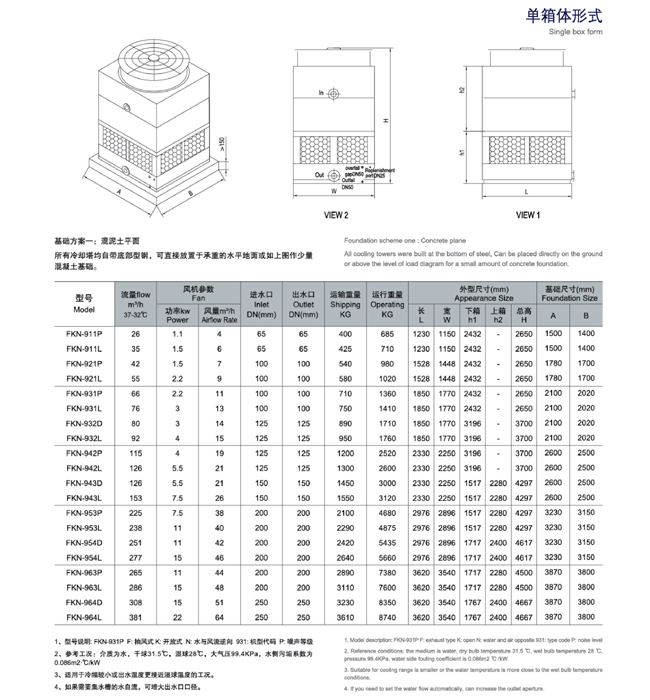 单箱体形式
Single box form
In
Out
overfall
gapDN50
Outfall
DN50
Replenishment
portDN25
H
W
h2
h1
L
>150
A
B
VIEW 2
VIEW 1
基础方案一：混泥土平面
所有冷却塔均自带底部型钢，可直接放置于承重的水平地面或如上图作少量
混凝土基础。
Foundation scheme one : Concrete plane
All cooling towers were built at the bottom of steel, Can be placed directly on the ground
or above the level of load diagram for a small amount of concrete foundation.
型号 Model 流量flow m³/h 37-32℃ 风机参数 Fan 进水口 Inlet DN(mm) 出水口 Outlet DN(mm) 运输重量 Shipping KG 运行重量 Operating KG 外型尺寸(mm) Appearance Size 基础尺寸(mm) Foundation Size
功率kw Power 风量m³/h Airflow Rate 长 L 宽 W 下箱 h1 上箱 h2 总高 H A B
FKN-911P 26 1.1 4 65 65 400 685 1230 1150 2432 - 2650 1500 1400
FKN-911L 35 1.5 6 65 65 425 710 1230 1150 2432 - 2650 1500 1400
FKN-921P 42 1.5 7 100 100 540 980 1528 1448 2432 - 2650 1780 1700
FKN-921L 55 2.2 9 100 100 580 1020 1528 1448 2432 - 2650 1780 1700
FKN-931P 66 2.2 11 100 100 710 1360 1850 1770 2432 - 2650 2100 2020
FKN-931L 76 3 13 100 100 750 1410 1850 1770 2432 - 2650 2100 2020
FKN-932D 80 3 14 125 125 890 1710 1850 1770 3196 - 3700 2100 2020
FKN-932L 92 4 15 125 125 950 1760 1850 1770 3196 - 3700 2100 2020
FKN-942P 115 4 19 125 125 1200 2520 2330 2250 3196 - 3700 2600 2500
FKN-942L 126 5.5 21 125 125 1300 2600 2330 2250 3196 - 3700 2600 2500
FKN-943D 126 5.5 21 150 150 1450 3000 2330 2250 1517 2280 4297 2600 2500
FKN-943L 153 7.5 26 150 150 1550 3120 2330 2250 1517 2280 4297 2600 2500
FKN-953P 225 7.5 38 200 200 2100 4680 2976 2896 1517 2280 4297 3230 3150
FKN-953L 238 11 40 200 200 2290 4875 2976 2896 1517 2280 4297 3230 3150
FKN-954D 251 11 42 200 200 2420 5435 2976 2896 1717 2400 4617 3230 3150
FKN-954L 277 15 46 200 200 2640 5660 2976 2896 1717 2400 4617 3230 3150
FKN-963P 265 11 44 200 200 2890 7380 3620 3540 1717 2280 4500 3870 3800
FKN-963L 286 15 48 200 200 3110 7600 3620 3540 1717 2280 4500 3870 3800
FKN-964D 308 15 51 250 250 3230 8350 3620 3540 1767 2400 4667 3870 3800
FKN-964L 381 22 64 250 250 3610 8740 3620 3540 1767 2400 4667 3870 3800
1、型号说明: FKN-931P F: 抽风式 K: 开放式 N: 水与风流逆向 931: 机型代码 P: 噪声等级
2、参考工况：介质为水，干球31.5℃，湿球28℃，大气压99.4KPA，水侧污垢系数为
0.086m2·℃/KW
3、适用于冷幅较小或出水温度更接近湿球温度的工况。
4、如果需要集水槽的水自流，可增大出水口口径。
1. Model description: FKN-931P F: exhaust type K: open N: water and air opposite 931: type code P: noise level
2. Reference conditions: the medium is water, dry bulb temperature 31.5 ℃, wet bulb temperature 28 ℃,
pressure 99.4KPA, water side fouling coefficient is 0.086m2 ·℃ /kW
3. Suitable for cooling range is smaller or the water temperature is more close to the wet bulb temperature
conditions.
4. If you need to set the water flow automatically, can increase the outlet aperture.